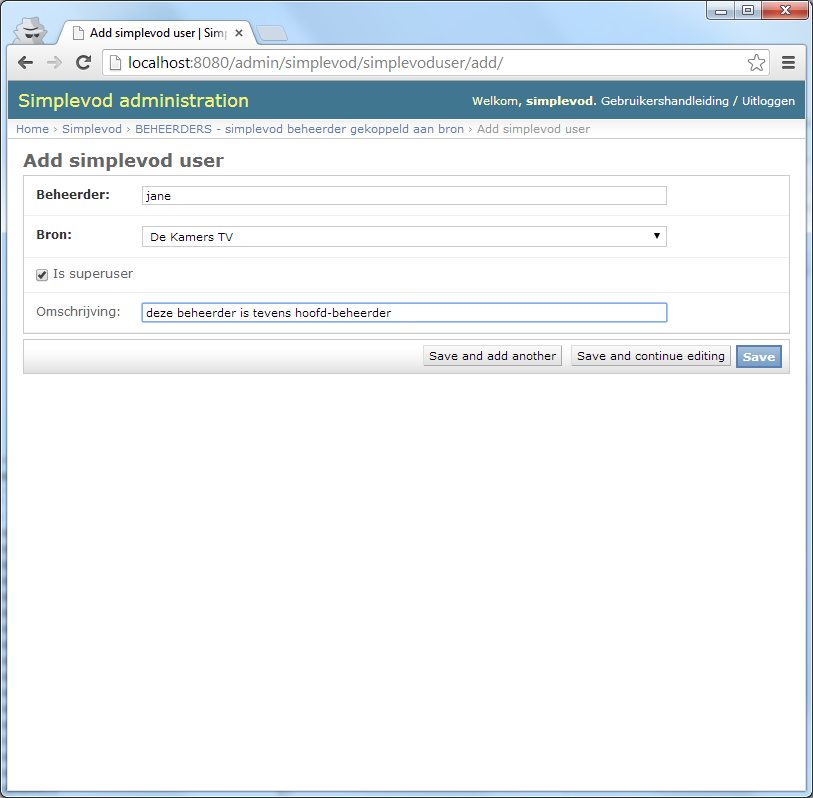 Add simplevod user | Sim
localhost:8080/admin/simplevod/simplevoduser/add/
Simplevod administration
Welkom, simplevod. Gebruikershandleiding / Uitloggen
Home › Simplevod › BEHEERDERS - simplevod beheerder gekoppeld aan bron › Add simplevod user
Add simplevod user
Beheerder: jane
Bron: De Kamers TV
Is superuser
Omschrijving: deze beheerder is tevens hoofd-beheerder
Save and add another Save and continue editing Save